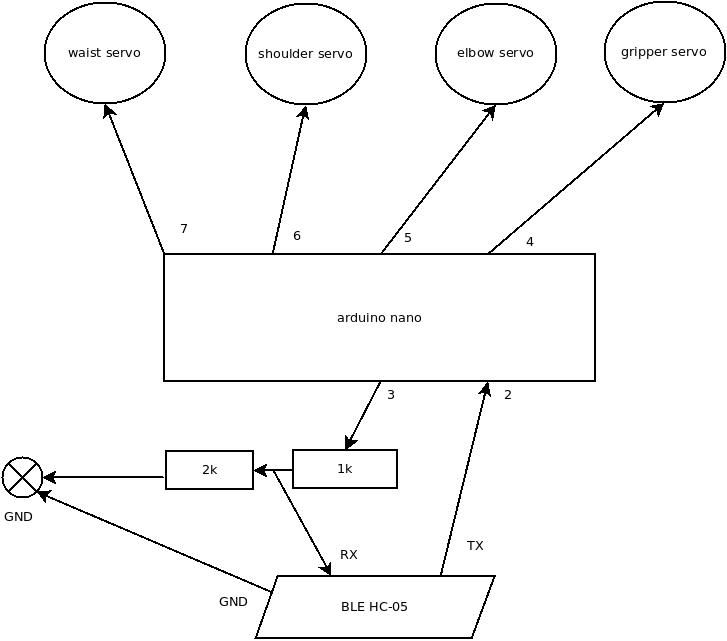 waist servo
shoulder servo
elbow servo
gripper servo
7
6
5
4
arduino nano
3
2
2k
1k
GND
RX
TX
GND
BLE HC-05